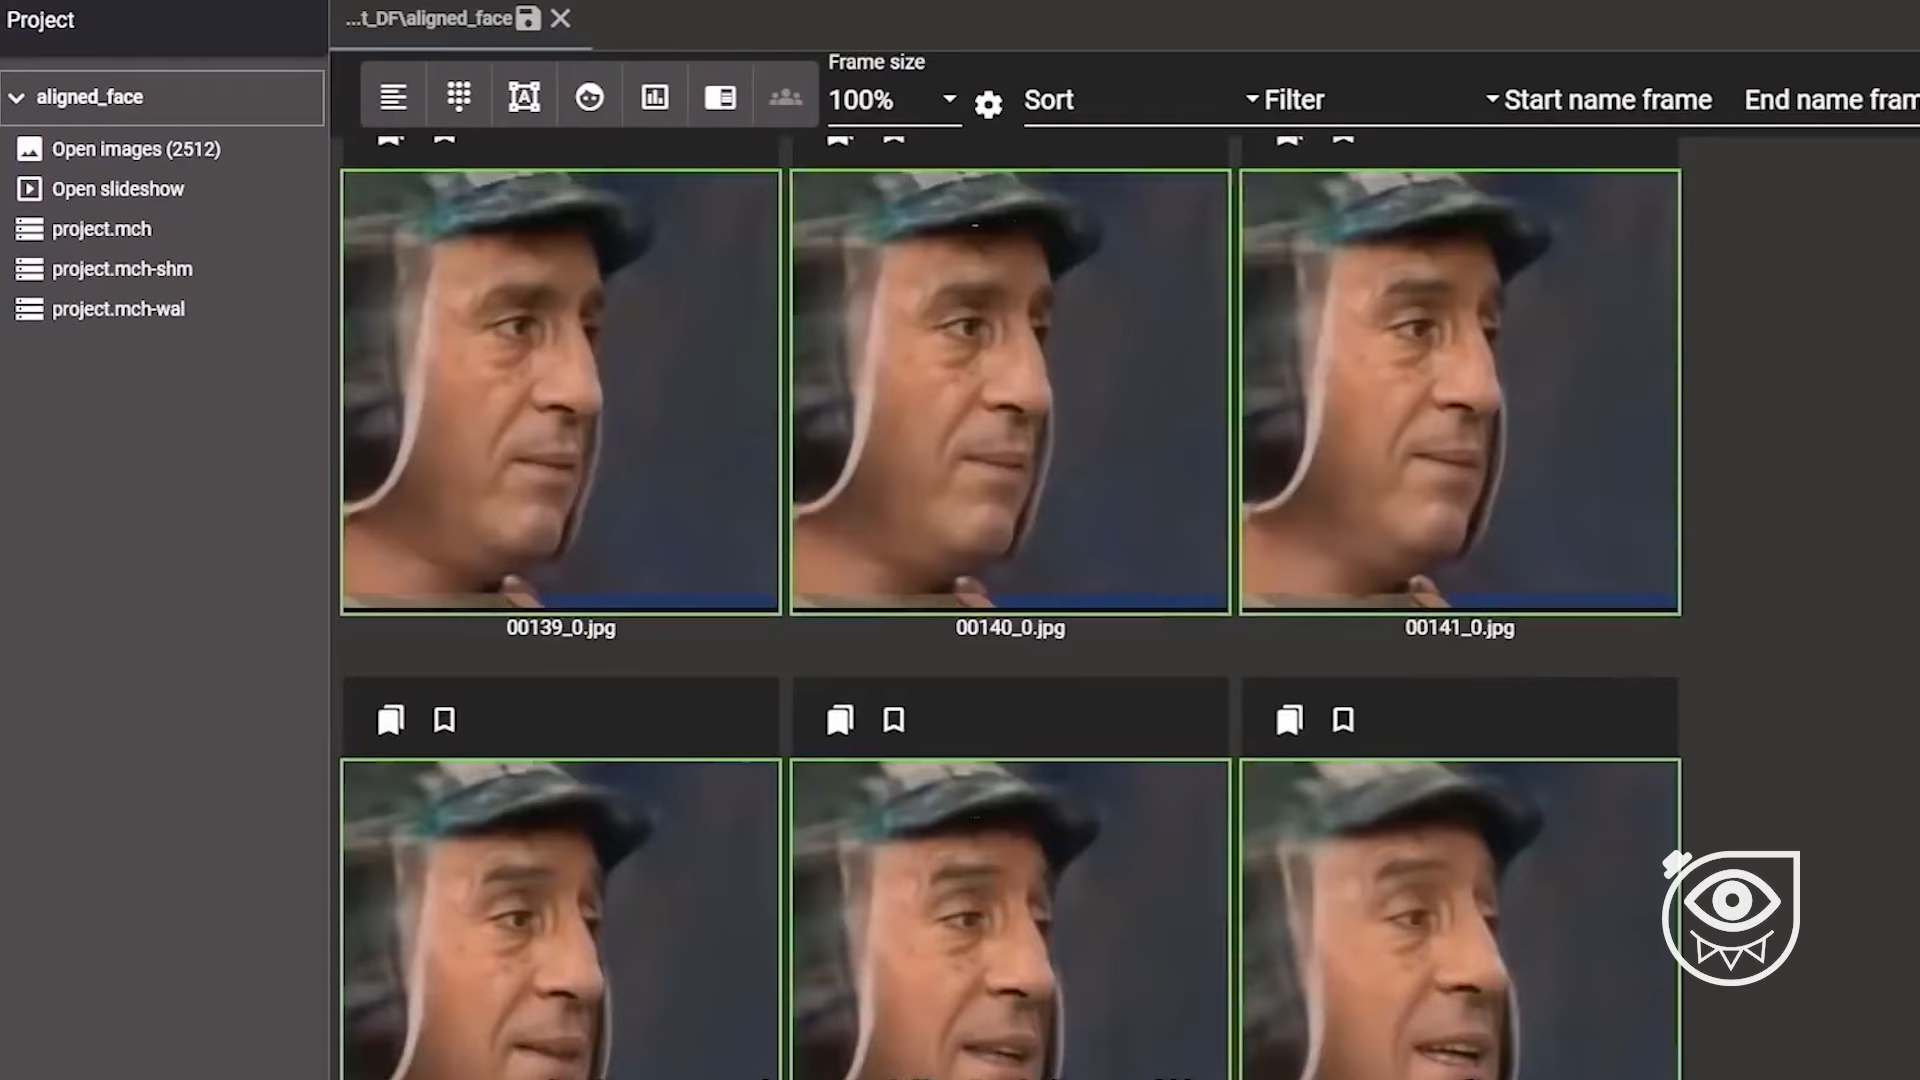 Project
...t_DF\aligned_face
Frame size
100%
Sort
Filter
Start name frame
End name fram
aligned_face
Open images (2512)
Open slideshow
project.mch
project.mch-shm
project.mch-wal
00139_0.jpg
00140_0.jpg
00141_0.jpg